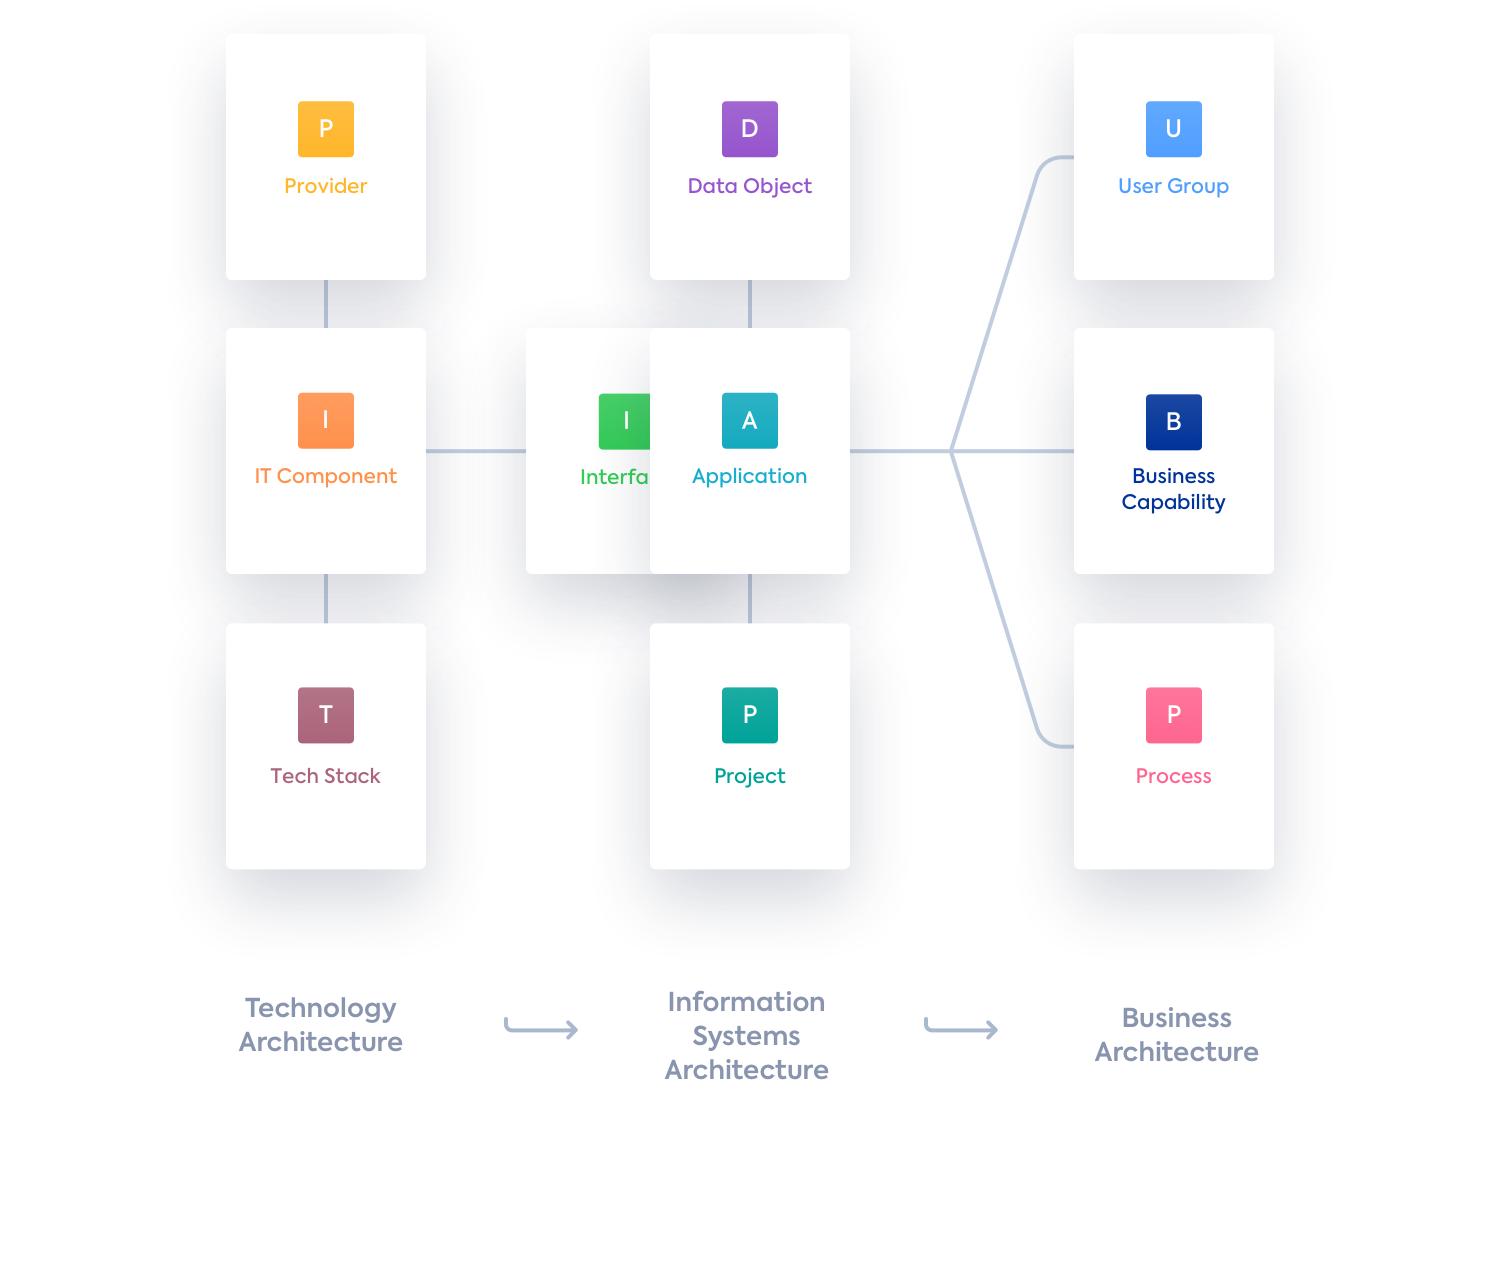 P
Provider
D
Data Object
U
User Group
I
IT Component
I
Interfa
A
Application
B
Business
Capability
T
Tech Stack
P
Project
P
Process
Technology
Architecture
Information
Systems
Architecture
Business
Architecture